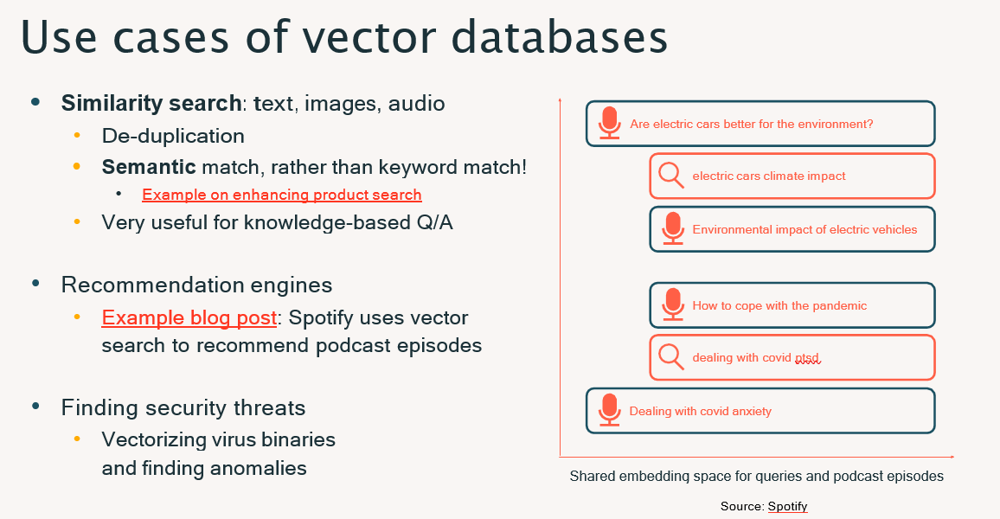 Use cases of vector databases
• Similarity search: text, images, audio
• De-duplication
• Semantic match, rather than keyword match!
• Example on enhancing product search
• Very useful for knowledge-based Q/A
• Recommendation engines
• Example blog post: Spotify uses vector
search to recommend podcast episodes
• Finding security threats
• Vectorizing virus binaries
and finding anomalies
Are electric cars better for the environment?
electric cars climate impact
Environmental impact of electric vehicles
How to cope with the pandemic
dealing with covid ptsd
Dealing with covid anxiety
Shared embedding space for queries and podcast episodes
Source: Spotify